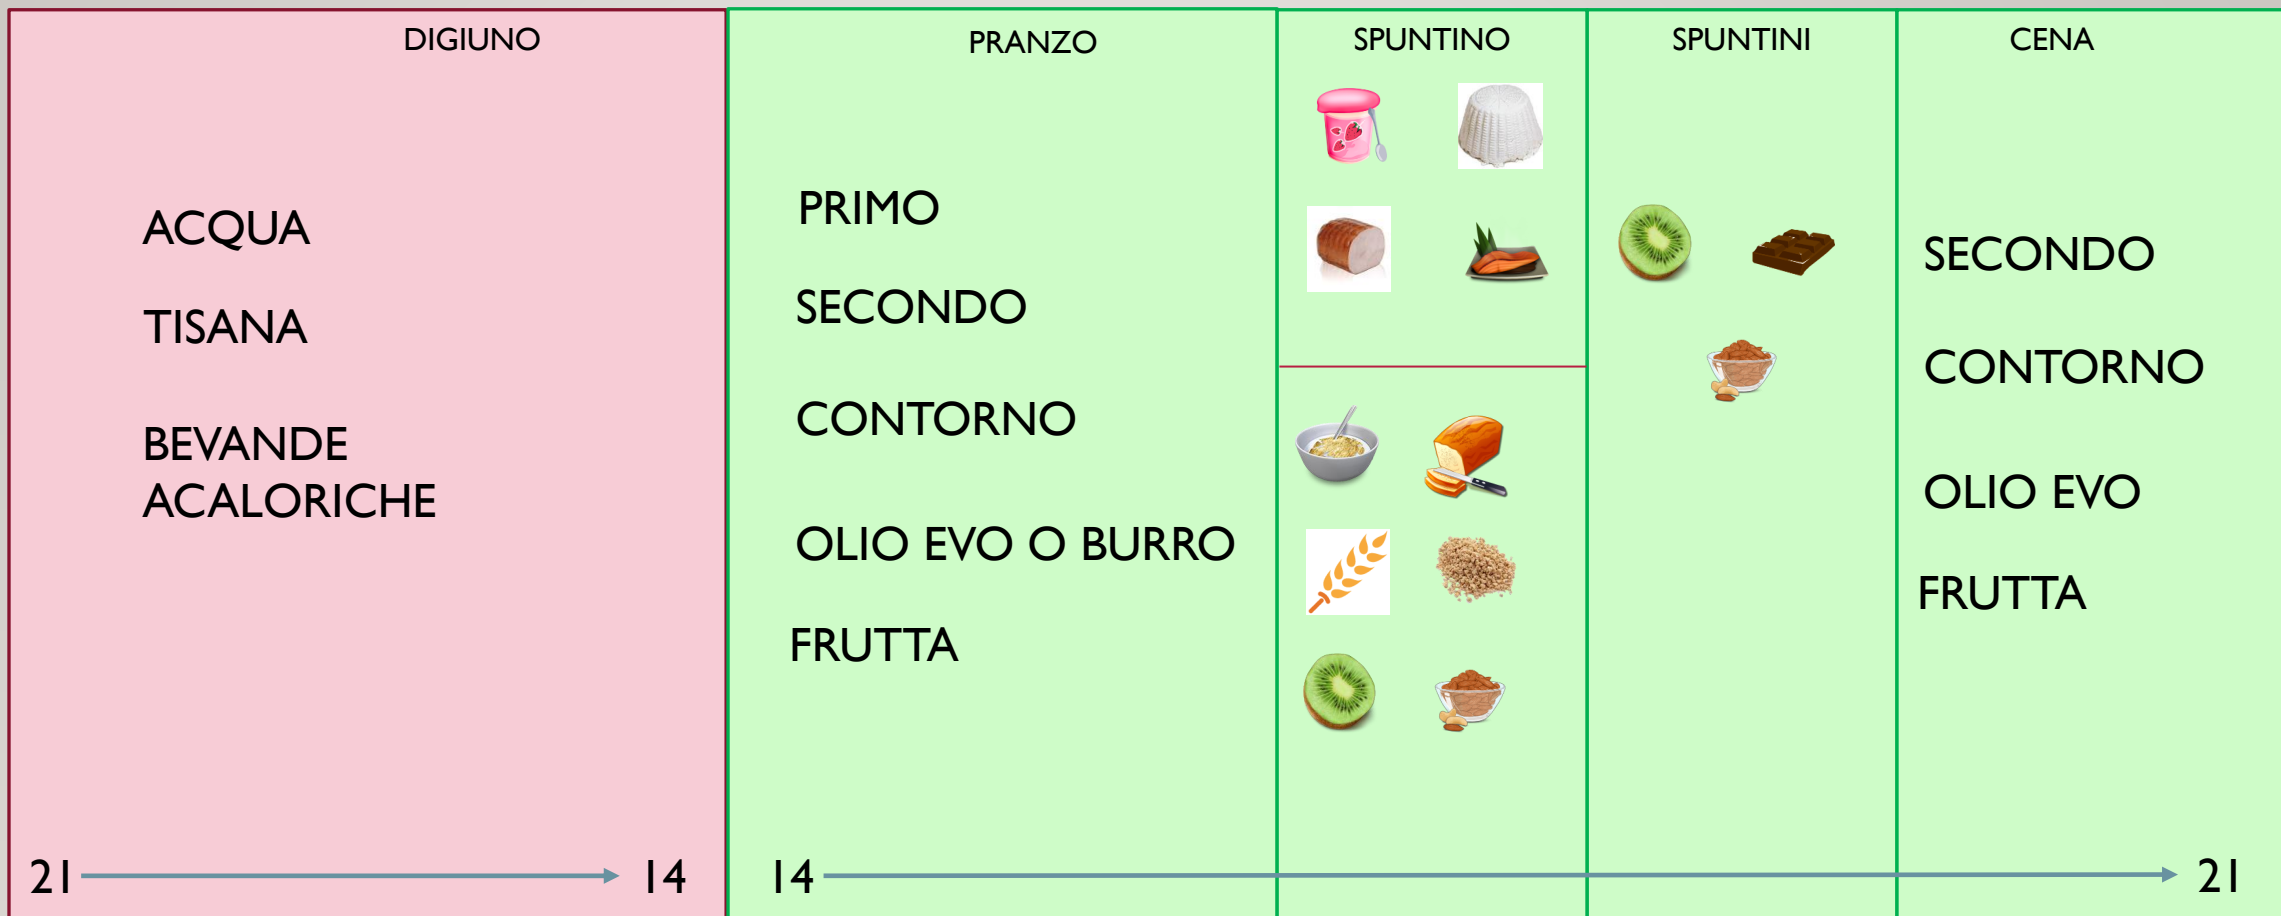 DIGIUNO
ACQUA
TISANA
BEVANDE
ACALORICHE
21
14
PRANZO
PRIMO
SECONDO
CONTORNO
OLIO EVO O BURRO
FRUTTA
14
SPUNTINO
SPUNTINI
CENA
SECONDO
CONTORNO
OLIO EVO
FRUTTA
21